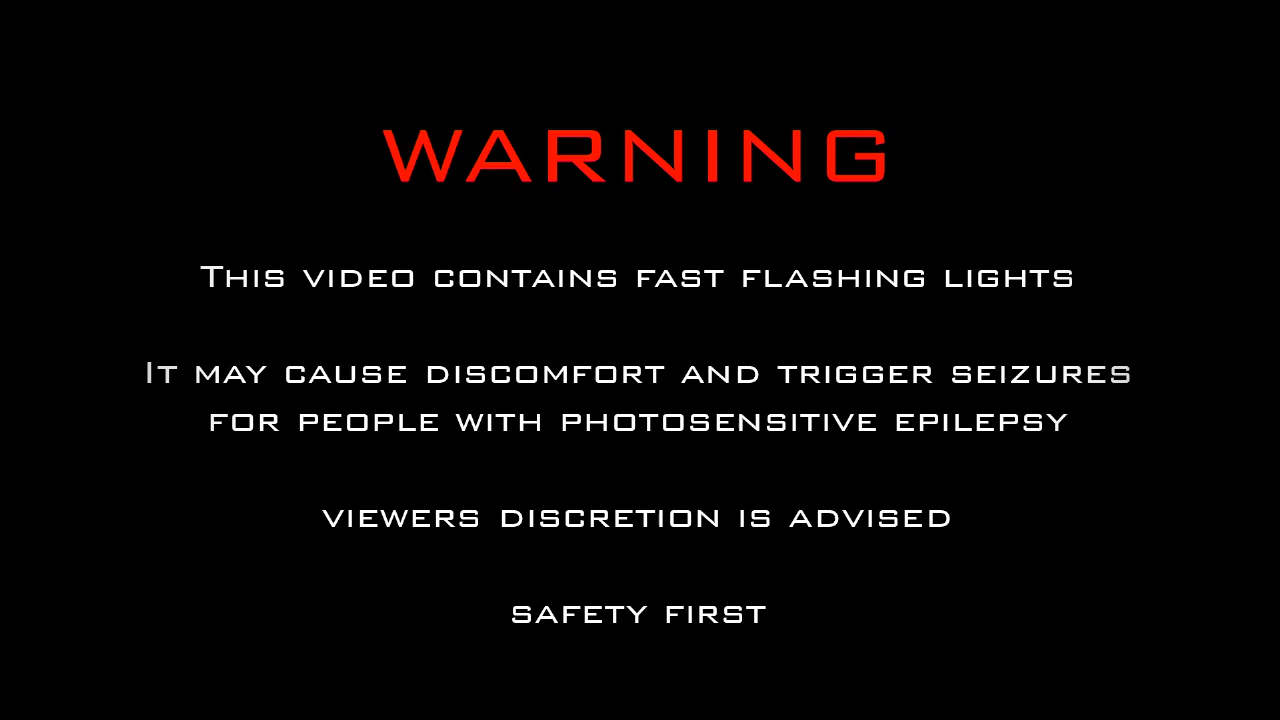 WARNING
This video contains fast flashing lights
It may cause discomfort and trigger seizures
for people with photosensitive epilepsy
viewers discretion is advised
safety first